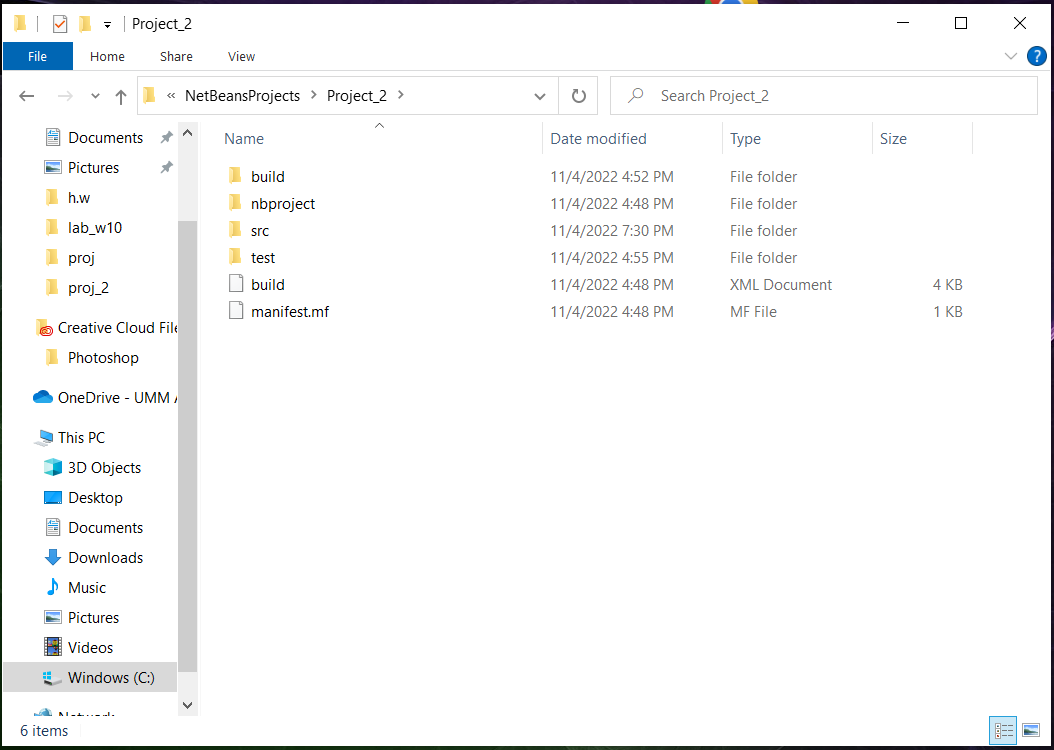 Project_2
File Home Share View ?
« NetBeansProjects > Project_2 > Search Project_2
Name Date modified Type Size
build 11/4/2022 4:52 PM File folder
nbproject 11/4/2022 4:48 PM File folder
src 11/4/2022 7:30 PM File folder
test 11/4/2022 4:55 PM File folder
build 11/4/2022 4:48 PM XML Document 4 KB
manifest.mf 11/4/2022 4:48 PM MF File 1 KB
Documents
Pictures
h.w
lab_w10
proj
proj_2
Creative Cloud File
Photoshop
OneDrive - UMM A
This PC
3D Objects
Desktop
Documents
Downloads
Music
Pictures
Videos
Windows (C:)
Network
6 items